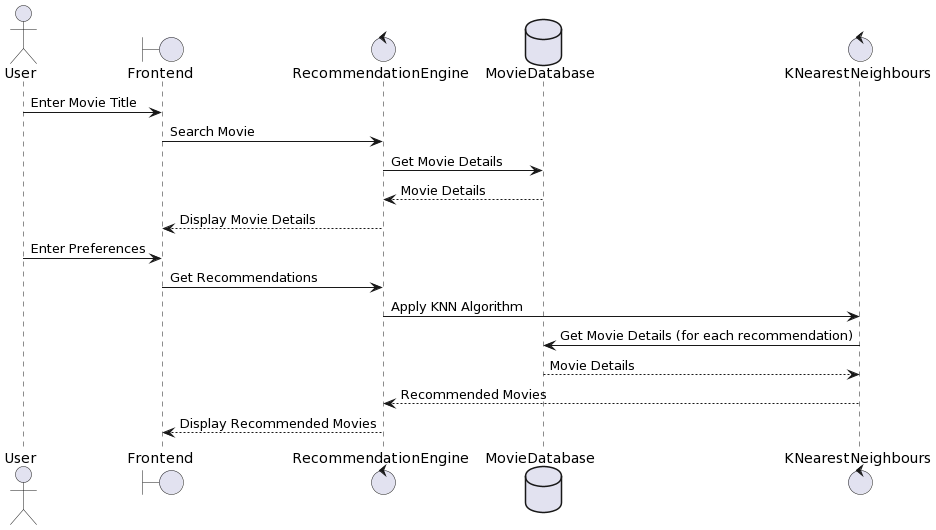 User
Frontend
RecommendationEngine
MovieDatabase
KNearestNeighbours
Enter Movie Title
Search Movie
Get Movie Details
Movie Details
Display Movie Details
Enter Preferences
Get Recommendations
Apply KNN Algorithm
Get Movie Details (for each recommendation)
Movie Details
Recommended Movies
Display Recommended Movies
User
Frontend
RecommendationEngine
MovieDatabase
KNearestNeighbours